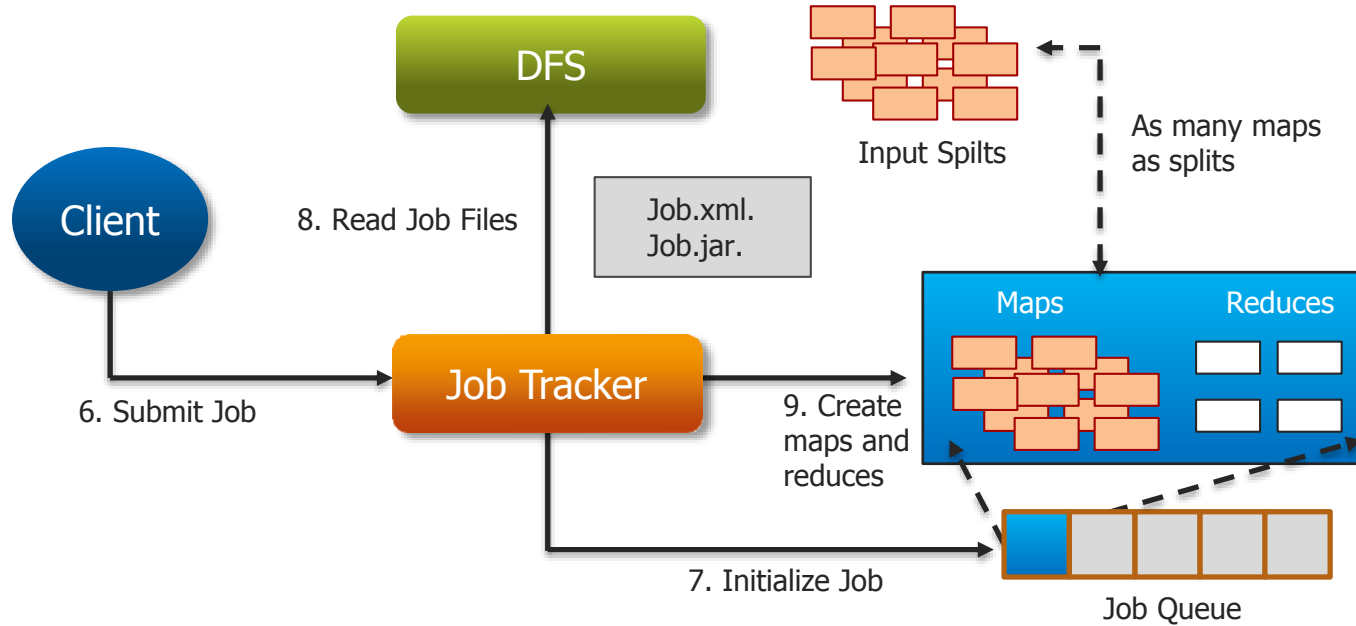 DFS
Input Spilts
As many maps
as splits
Client
8. Read Job Files
Job.xml.
Job.jar.
Maps
Reduces
Job Tracker
6. Submit Job
9. Create
maps and
reduces
7. Initialize Job
Job Queue